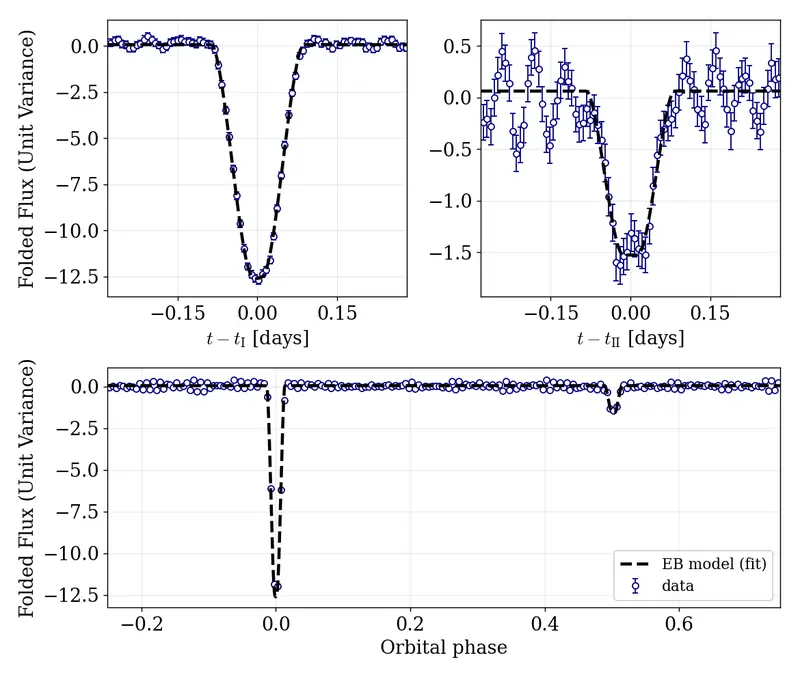 Folded Flux (Unit Variance)
0.0
−2.5
−5.0
−7.5
−10.0
−12.5
−0.15 0.00 0.15
t − tI [days]
0.5
0.0
−0.5
−1.0
−1.5
−0.15 0.00 0.15
t − tII [days]
Folded Flux (Unit Variance)
0.0
−2.5
−5.0
−7.5
−10.0
−12.5
EB model (fit)
data
−0.2 0.0 0.2 0.4 0.6
Orbital phase